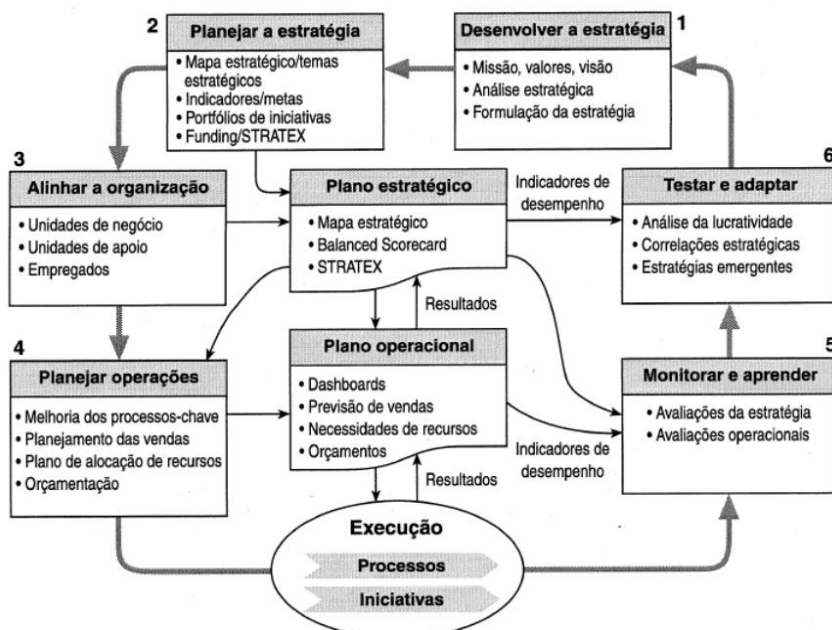 2
Planejar a estratégia
• Mapa estratégico/temas
estratégicos
• Indicadores/metas
• Portfólios de iniciativas
• Funding/STRATEX
Desenvolver a estratégia
1
• Missão, valores, visão
• Análise estratégica
• Formulação da estratégia
3
Alinhar a organização
• Unidades de negócio
• Unidades de apoio
• Empregados
Plano estratégico
• Mapa estratégico
• Balanced Scorecard
• STRATEX
Indicadores de
desempenho
6
Testar e adaptar
• Análise da lucratividade
• Correlações estratégicas
• Estratégias emergentes
Resultados
4
Planejar operações
• Melhoria dos processos-chave
• Planejamento das vendas
• Plano de alocação de recursos
• Orçamentação
Plano operacional
• Dashboards
• Previsão de vendas
• Necessidades de recursos
• Orçamentos
Indicadores de
desempenho
5
Monitorar e aprender
• Avaliações da estratégia
• Avaliações operacionais
Resultados
Execução
Processos
Iniciativas